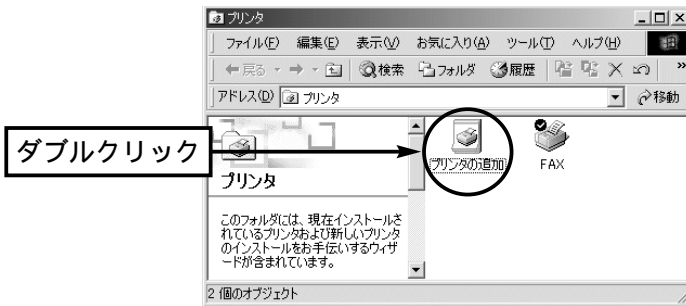 プリンタ
ファイル(F) 編集(E) 表示(V) お気に入り(A) ツール(T) ヘルプ(H)
戻る 検索 フォルダ 履歴 »
アドレス(D) プリンタ 移動
ダブルクリック
プリンタ
プリンタの追加 FAX
このフォルダには、現在インストールさ
れているプリンタおよび新しいプリンタ
のインストールをお手伝いするウィザ
ードが含まれています。
2 個のオブジェクト